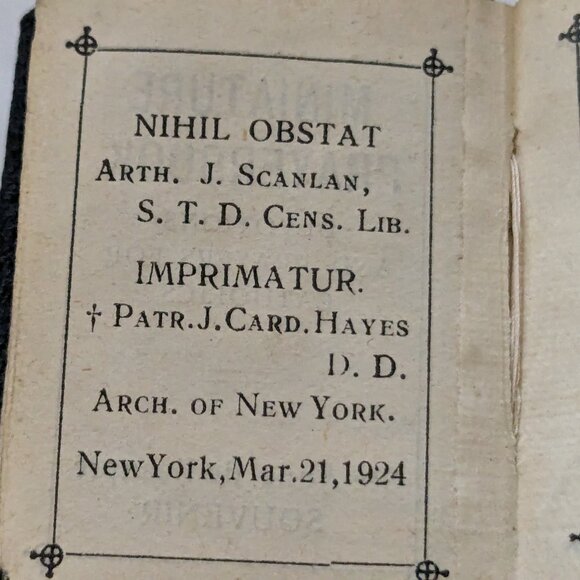 NIHIL OBSTAT
ARTH. J. SCANLAN,
S. T. D. CENS. LIB.
IMPRIMATUR.
† PATR.J.CARD.HAYES
D. D.
ARCH. OF NEW YORK.
New York, Mar.21,1924